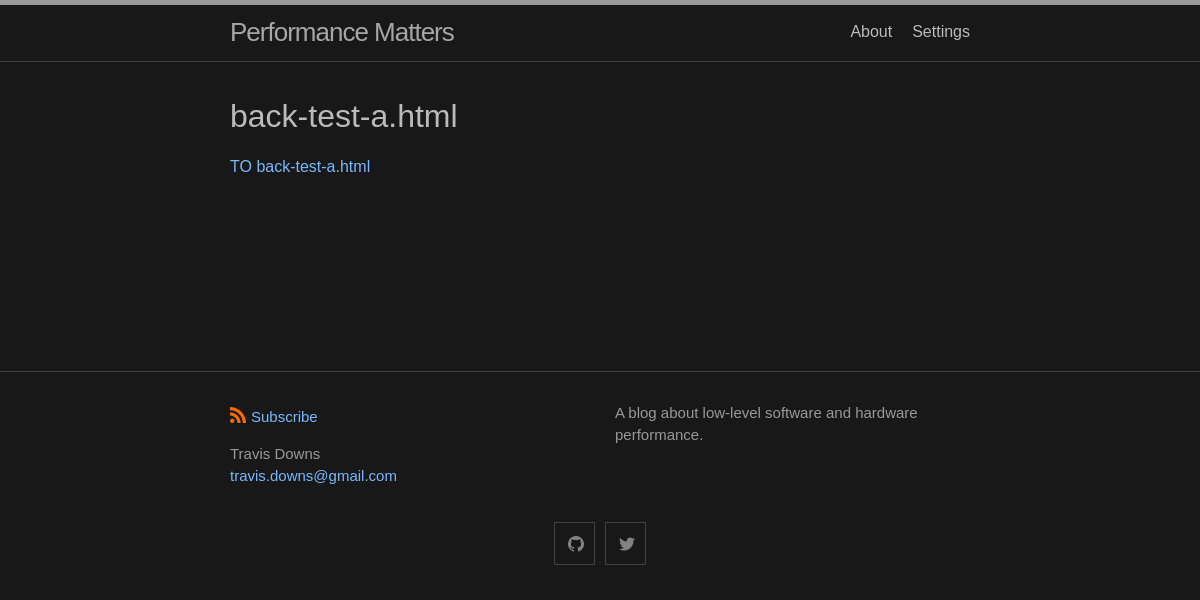 Performance Matters
About Settings
back-test-a.html
TO back-test-a.html
Subscribe
Travis Downs
travis.downs@gmail.com
A blog about low-level software and hardware
performance.